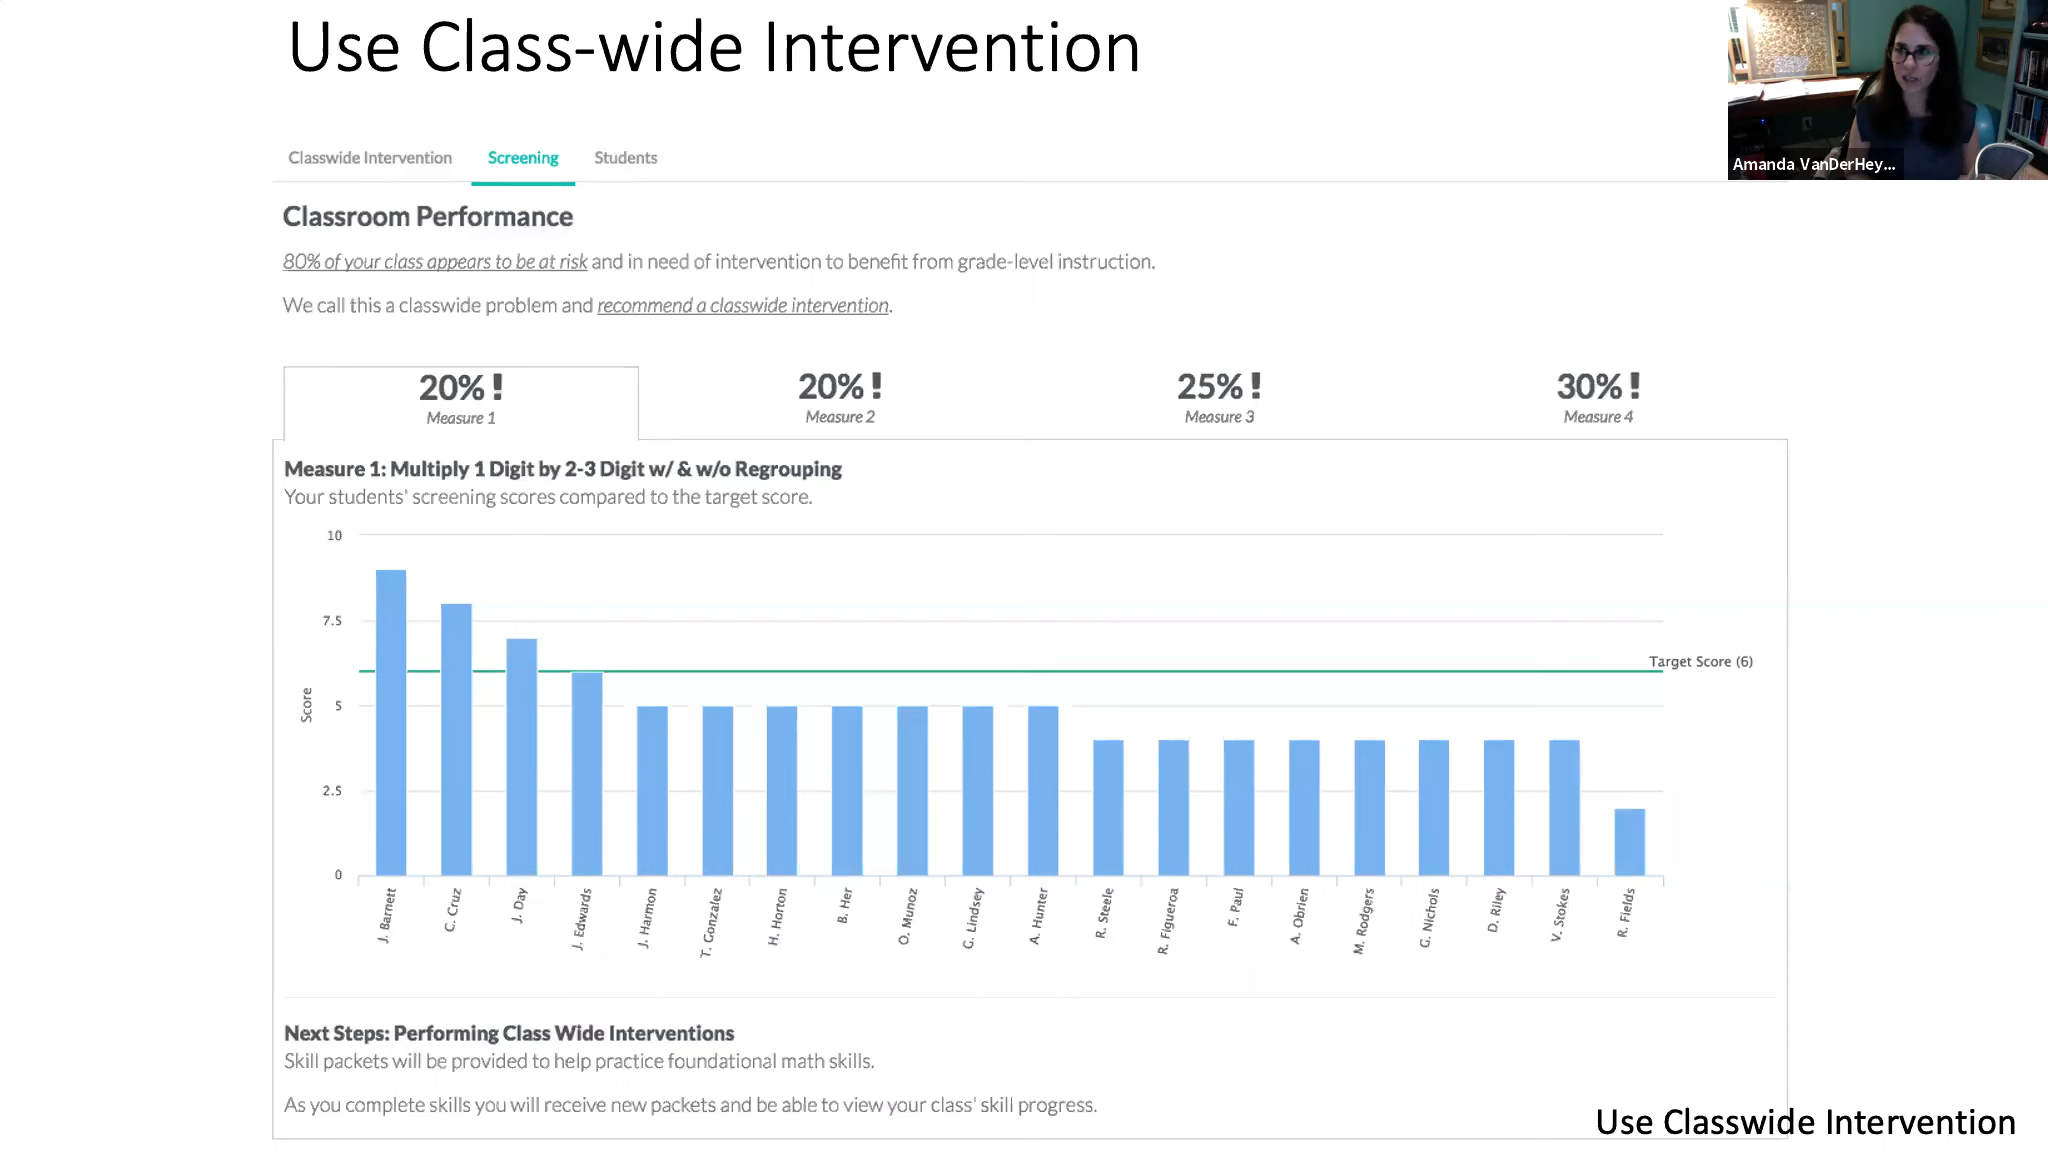 Use Class-wide Intervention
Amanda VanDerHey...
Classwide Intervention
Screening
Students
Classroom Performance
80% of your class appears to be at risk and in need of intervention to benefit from grade-level instruction.
We call this a classwide problem and recommend a classwide intervention.
20% !
Measure 1
20% !
Measure 2
25% !
Measure 3
30% !
Measure 4
Measure 1: Multiply 1 Digit by 2-3 Digit w/ & w/o Regrouping
Your students' screening scores compared to the target score.
10
7.5
5
2.5
0
Score
Target Score (6)
J. Barnett
C. Cruz
J. Day
J. Edwards
J. Harmon
T. Gonzalez
H. Horton
B. Her
O. Munoz
G. Lindsey
A. Hunter
R. Steele
R. Figueroa
F. Paul
A. Obrien
M. Rodgers
G. Nichols
D. Riley
V. Stokes
R. Fields
Next Steps: Performing Class Wide Interventions
Skill packets will be provided to help practice foundational math skills.
As you complete skills you will receive new packets and be able to view your class' skill progress.
Use Classwide Intervention